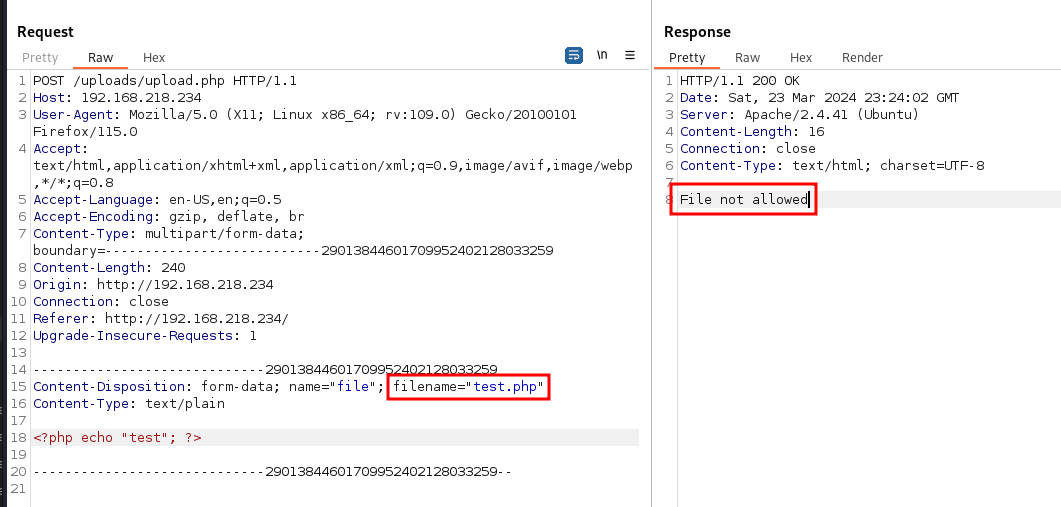 Request
Pretty Raw Hex
\n
1 POST /uploads/upload.php HTTP/1.1
2 Host: 192.168.218.234
3 User-Agent: Mozilla/5.0 (X11; Linux x86_64; rv:109.0) Gecko/20100101
Firefox/115.0
4 Accept:
text/html,application/xhtml+xml,application/xml;q=0.9,image/avif,image/webp
,*/*;q=0.8
5 Accept-Language: en-US,en;q=0.5
6 Accept-Encoding: gzip, deflate, br
7 Content-Type: multipart/form-data;
boundary=---------------------------29013844601709952402128033259
8 Content-Length: 240
9 Origin: http://192.168.218.234
10 Connection: close
11 Referer: http://192.168.218.234/
12 Upgrade-Insecure-Requests: 1
13
14 -----------------------------29013844601709952402128033259
15 Content-Disposition: form-data; name="file"; filename="test.php"
16 Content-Type: text/plain
17
18 <?php echo "test"; ?>
19
20 -----------------------------29013844601709952402128033259--
21
Response
Pretty Raw Hex Render
1 HTTP/1.1 200 OK
2 Date: Sat, 23 Mar 2024 23:24:02 GMT
3 Server: Apache/2.4.41 (Ubuntu)
4 Content-Length: 16
5 Connection: close
6 Content-Type: text/html; charset=UTF-8
7
8 File not allowed